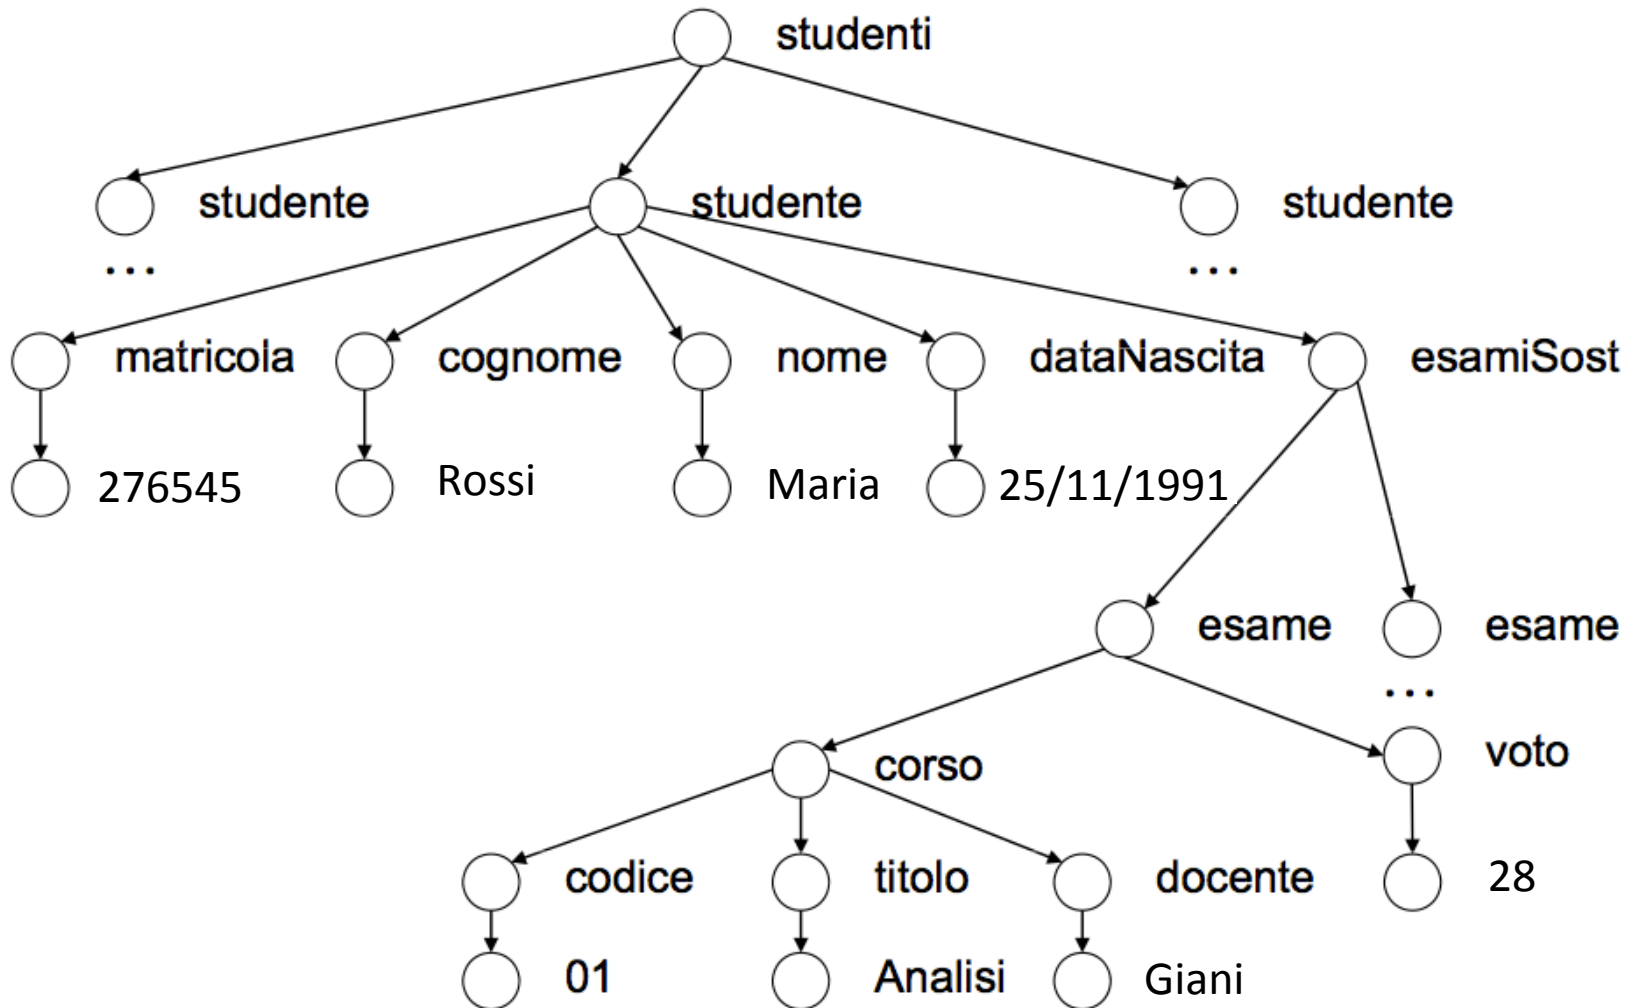 studenti
studente studente studente
... ...
matricola cognome nome dataNascita esamiSost
276545 Rossi Maria 25/11/1991
esame esame
...
corso voto
codice titolo docente 28
01 Analisi Giani